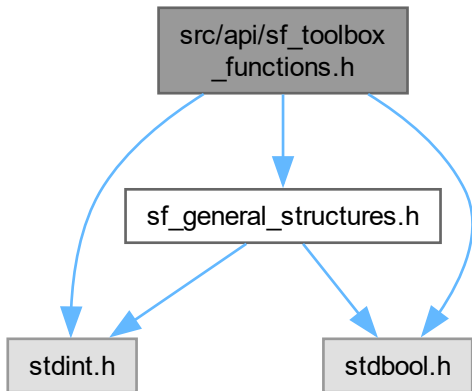 src/api/sf_toolbox
_functions.h
sf_general_structures.h
stdint.h
stdbool.h